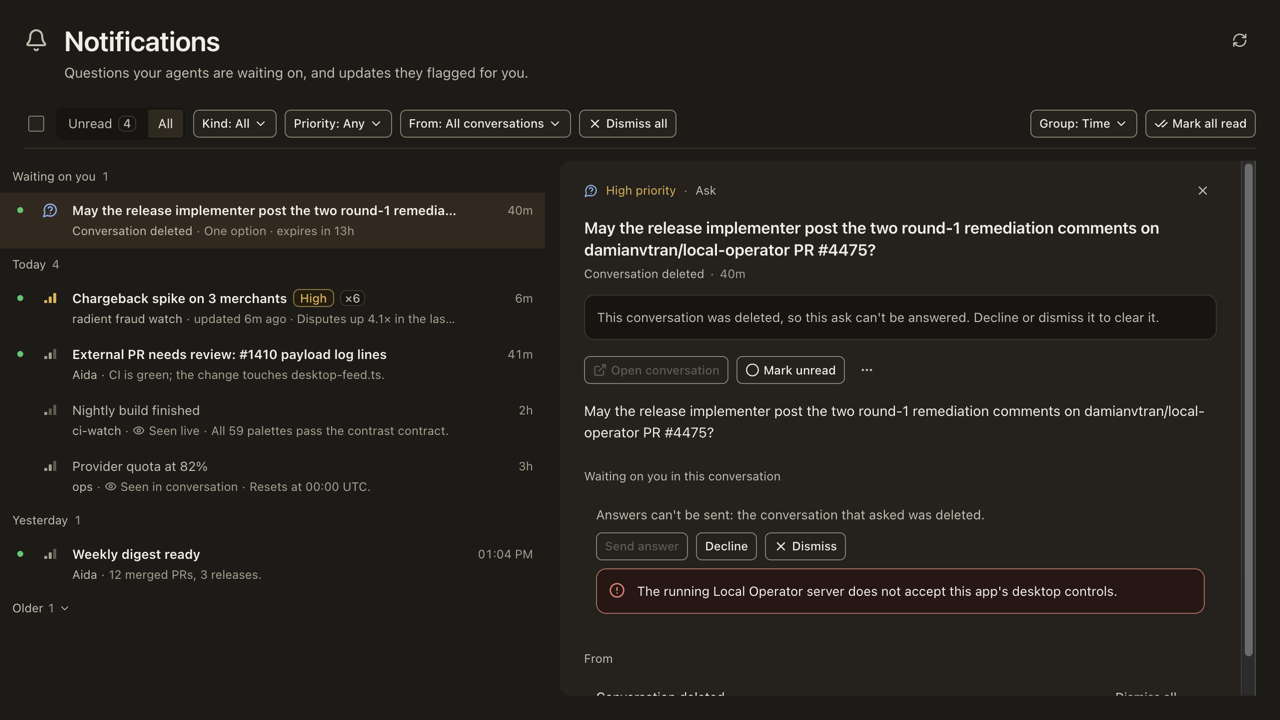 Notifications
Questions your agents are waiting on, and updates they flagged for you.
Unread 4 All Kind: All Priority: Any From: All conversations Dismiss all Group: Time Mark all read
Waiting on you 1
May the release implementer post the two round-1 remedia... 40m
Conversation deleted · One option · expires in 13h
Today 4
Chargeback spike on 3 merchants High ×6 6m
radient fraud watch · updated 6m ago · Disputes up 4.1× in the las...
External PR needs review: #1410 payload log lines 41m
Aida · CI is green; the change touches desktop-feed.ts.
Nightly build finished 2h
ci-watch · Seen live · All 59 palettes pass the contrast contract.
Provider quota at 82% 3h
ops · Seen in conversation · Resets at 00:00 UTC.
Yesterday 1
Weekly digest ready 01:04 PM
Aida · 12 merged PRs, 3 releases.
Older 1
High priority · Ask
May the release implementer post the two round-1 remediation comments on
damianvtran/local-operator PR #4475?
Conversation deleted · 40m
This conversation was deleted, so this ask can't be answered. Decline or dismiss it to clear it.
Open conversation Mark unread ...
May the release implementer post the two round-1 remediation comments on damianvtran/local-
operator PR #4475?
Waiting on you in this conversation
Answers can't be sent: the conversation that asked was deleted.
Send answer Decline Dismiss
The running Local Operator server does not accept this app's desktop controls.
From
Conversation deleted Dismiss all